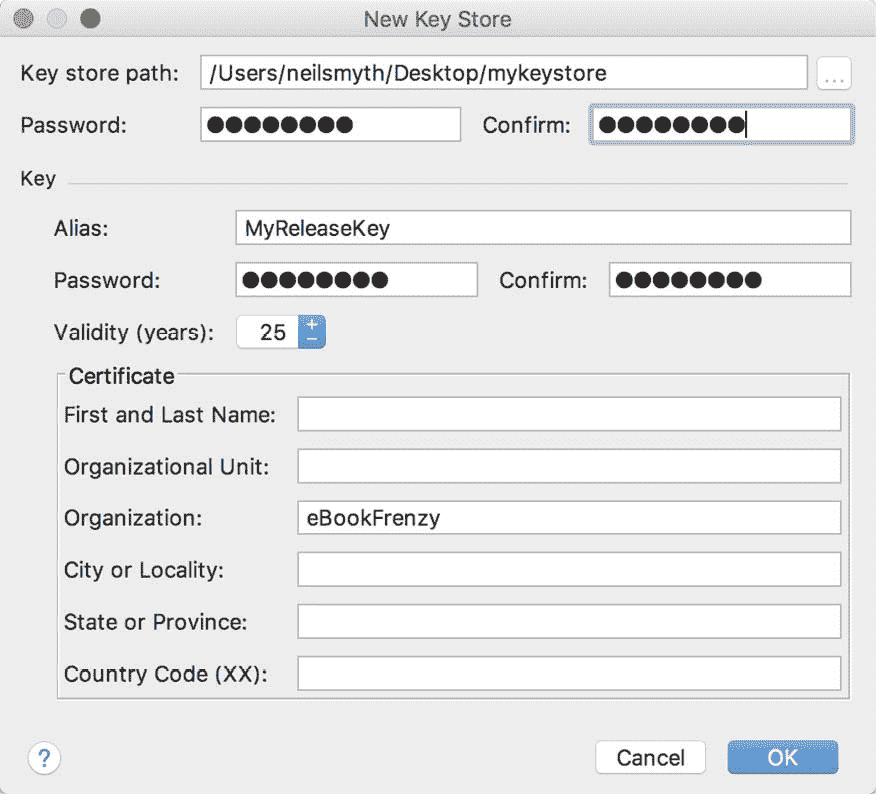 New Key Store
Key store path: /Users/neilsmyth/Desktop/mykeystore ...
Password: ●●●●●●●● Confirm: ●●●●●●●●
Key
Alias: MyReleaseKey
Password: ●●●●●●●● Confirm: ●●●●●●●●
Validity (years): 25 + −
Certificate
First and Last Name:
Organizational Unit:
Organization: eBookFrenzy
City or Locality:
State or Province:
Country Code (XX):
? Cancel OK